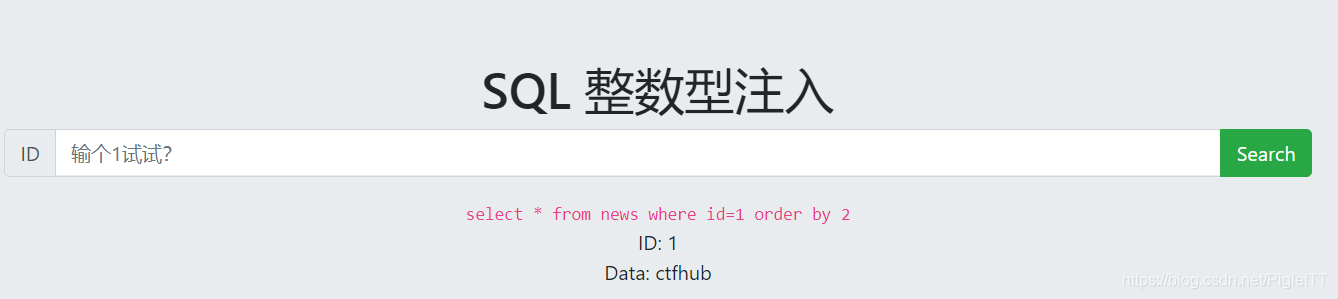 SQL 整数型注入
ID 输个1试试? Search
select * from news where id=1 order by 2
ID: 1
Data: ctfhub
https://blog.csdn.net/PigletTT